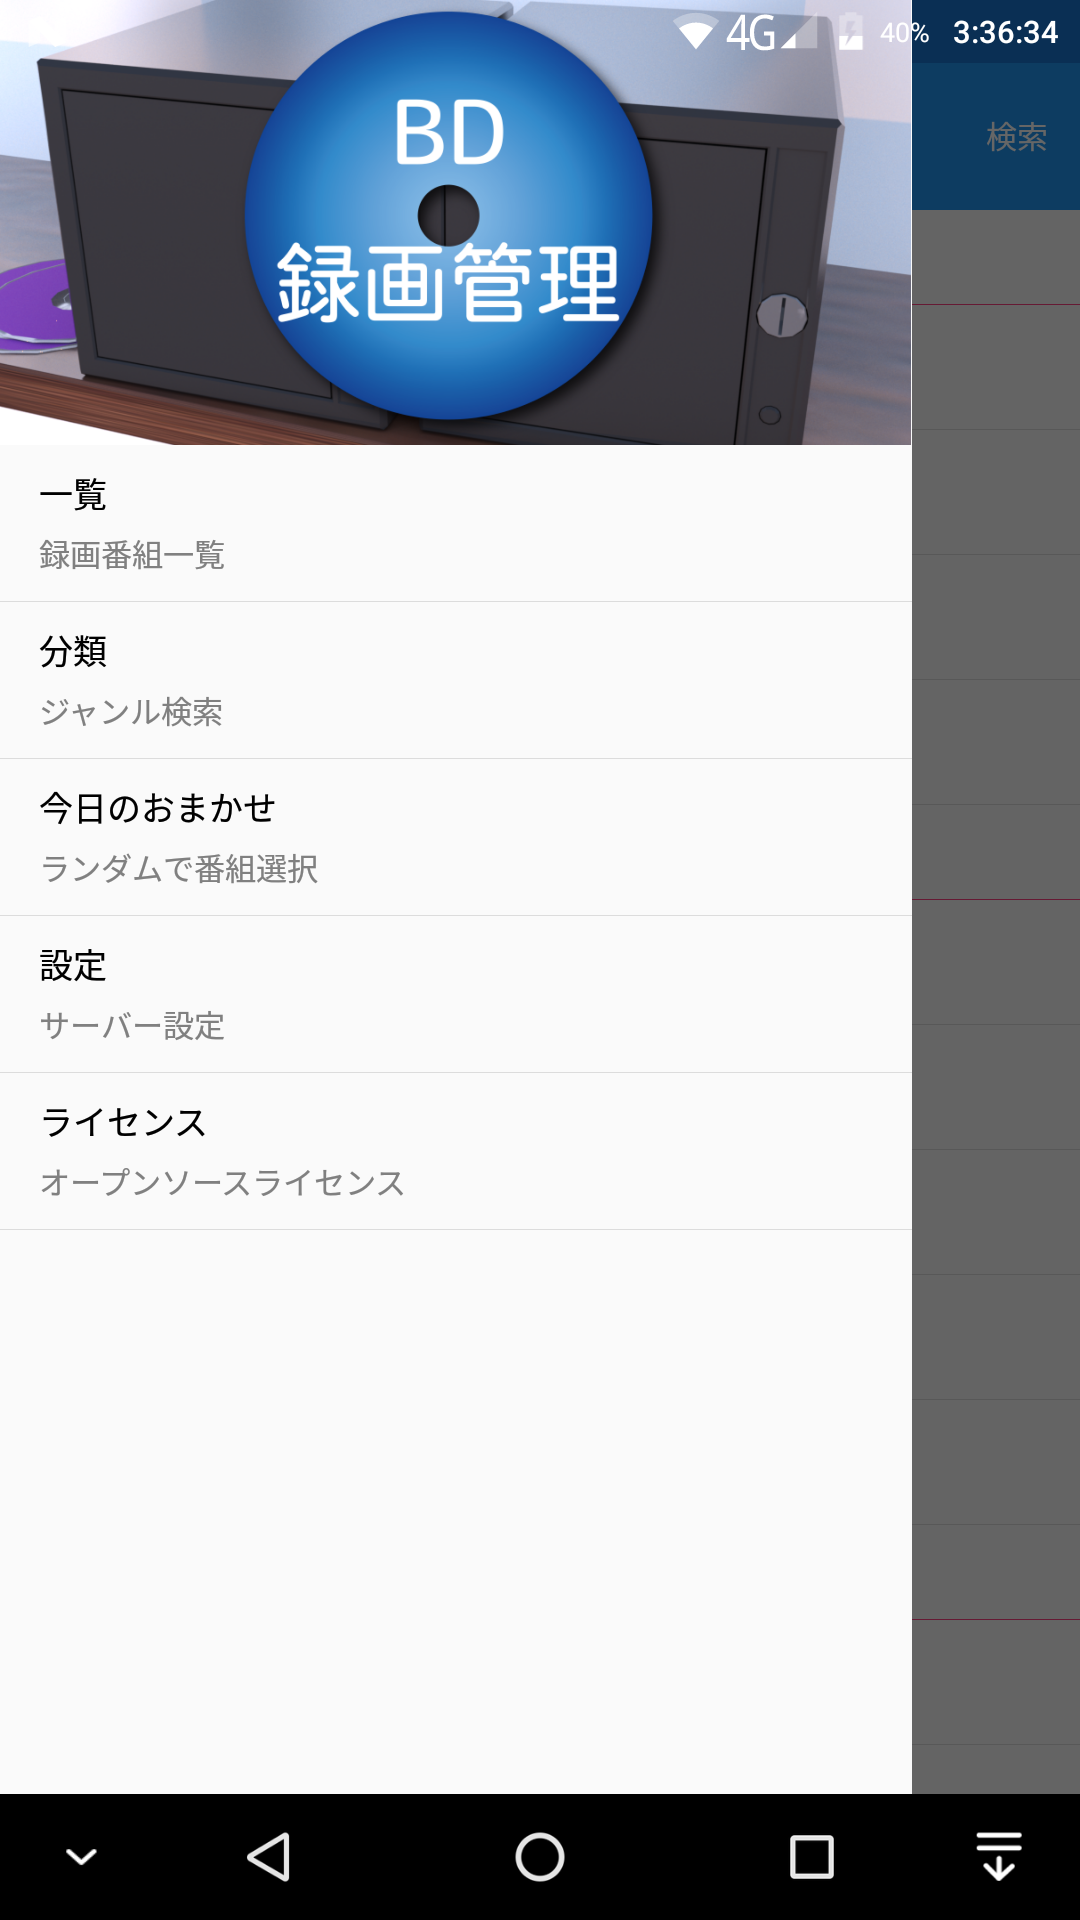 4G 40% 3:36:34
BD
録画管理
検索
一覧
録画番組一覧
分類
ジャンル検索
今日のおまかせ
ランダムで番組選択
設定
サーバー設定
ライセンス
オープンソースライセンス